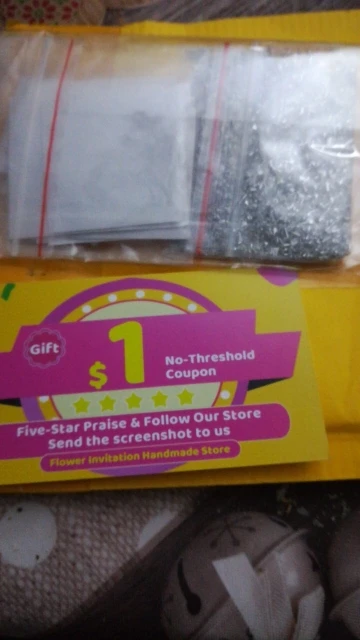 Gift
$1
No-Threshold
Coupon
Five-Star Praise & Follow Our Store
Send the screenshot to us
Flower Invitation Handmade Store